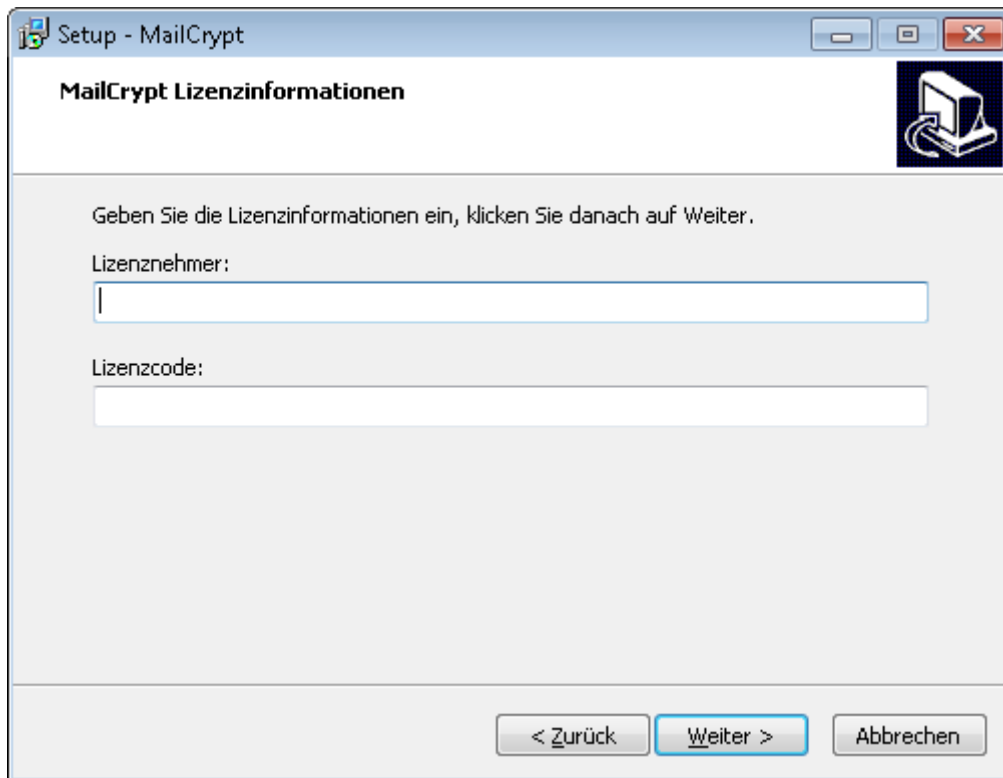 Setup - MailCrypt
MailCrypt Lizenzinformationen
Geben Sie die Lizenzinformationen ein, klicken Sie danach auf Weiter.
Lizenznehmer:
Lizenzcode:
< Zurück Weiter > Abbrechen